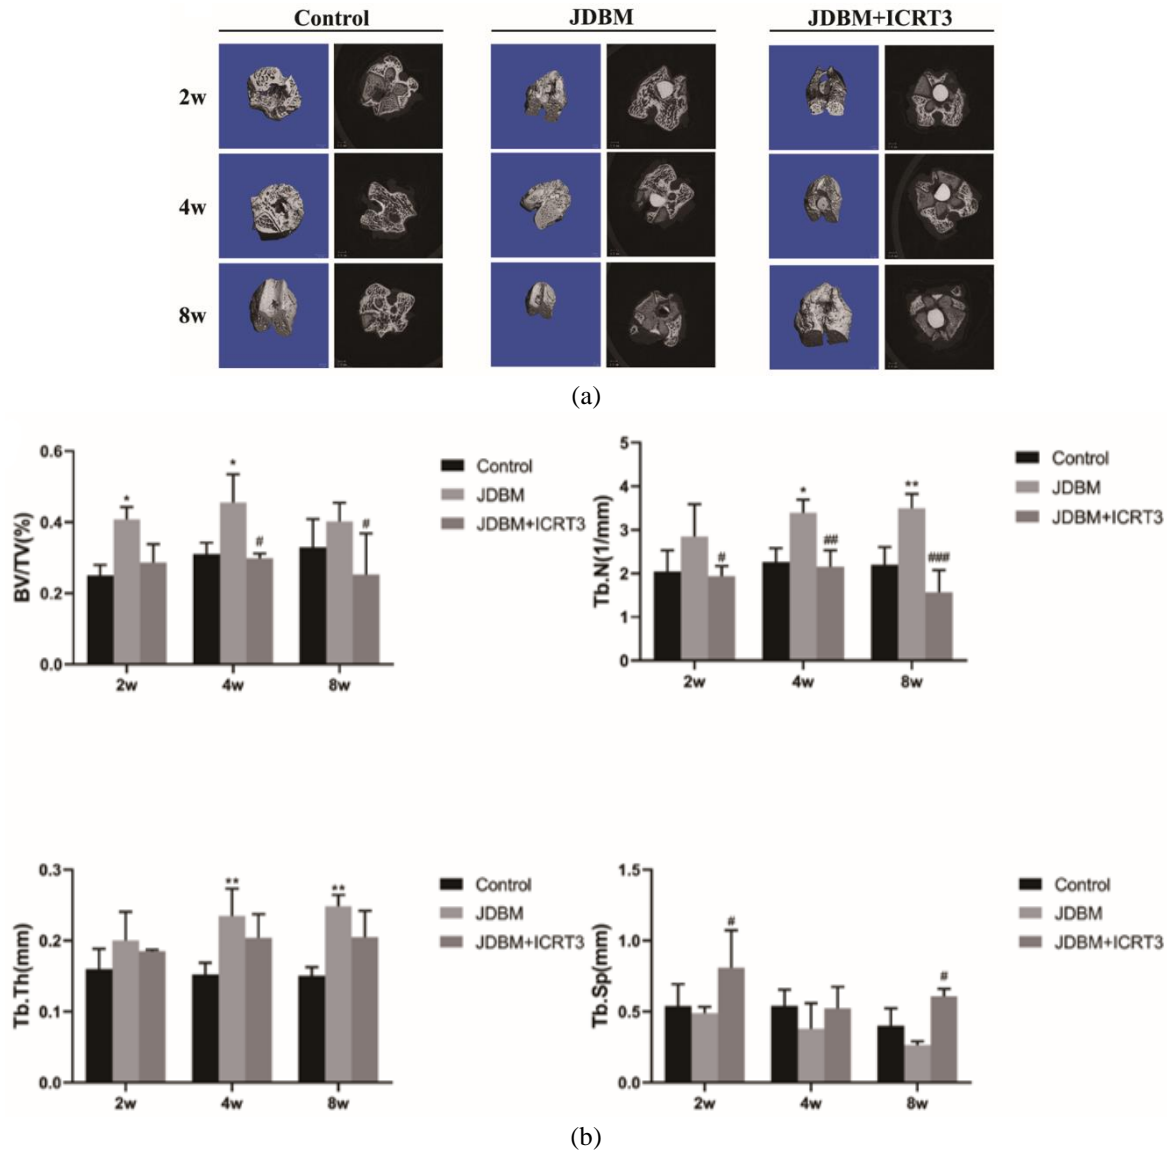 Control JDBM JDBM+ICRT3
2w
4w
8w
(a)
0.6
0.4
0.2
0.0
BV/TV(%)
* * # #
2w 4w 8w
Control
JDBM
JDBM+ICRT3
5
4
3
2
1
0
Tb.N(1/mm)
# * ## ** ###
2w 4w 8w
Control
JDBM
JDBM+ICRT3
0.3
0.2
0.1
0.0
Tb.Th(mm)
** **
2w 4w 8w
Control
JDBM
JDBM+ICRT3
1.5
1.0
0.5
0.0
Tb.Sp(mm)
# #
2w 4w 8w
Control
JDBM
JDBM+ICRT3
(b)